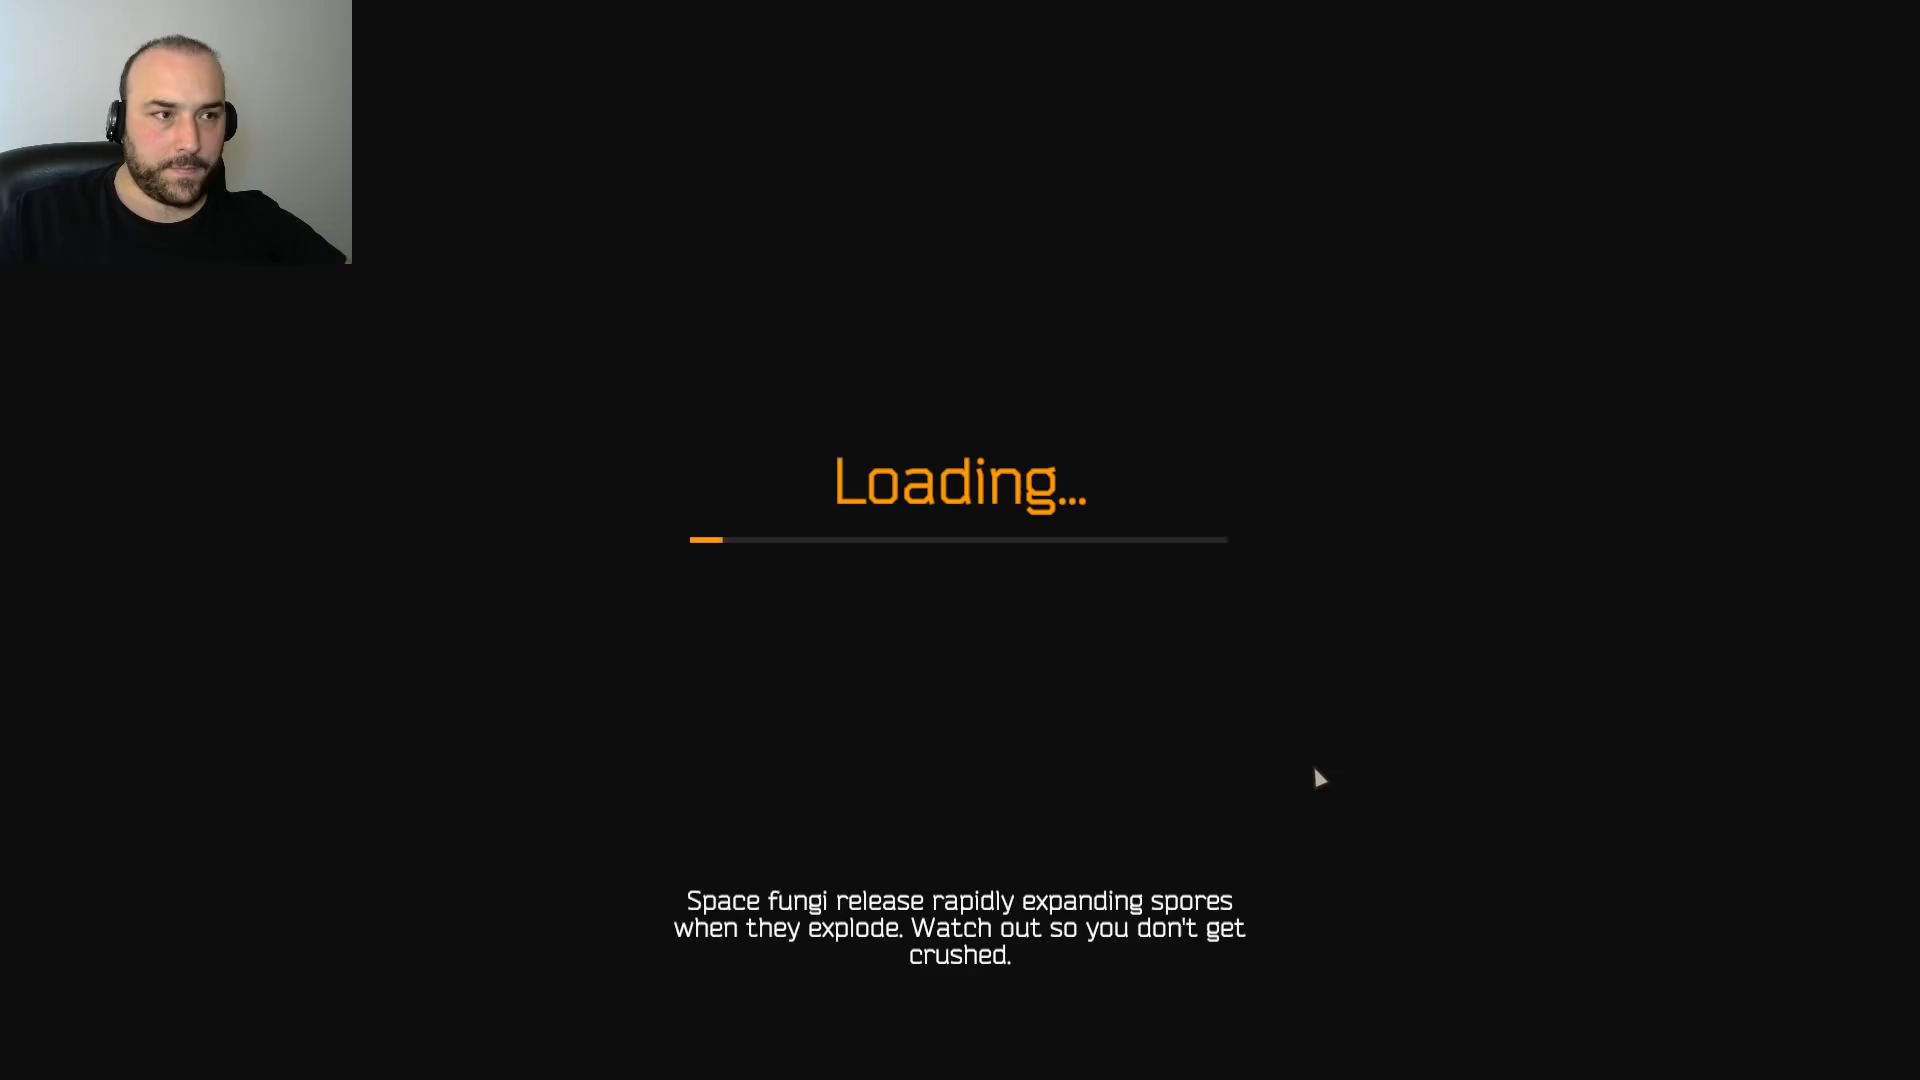 Loading...
Space fungi release rapidly expanding spores
when they explode. Watch out so you don't get
crushed.